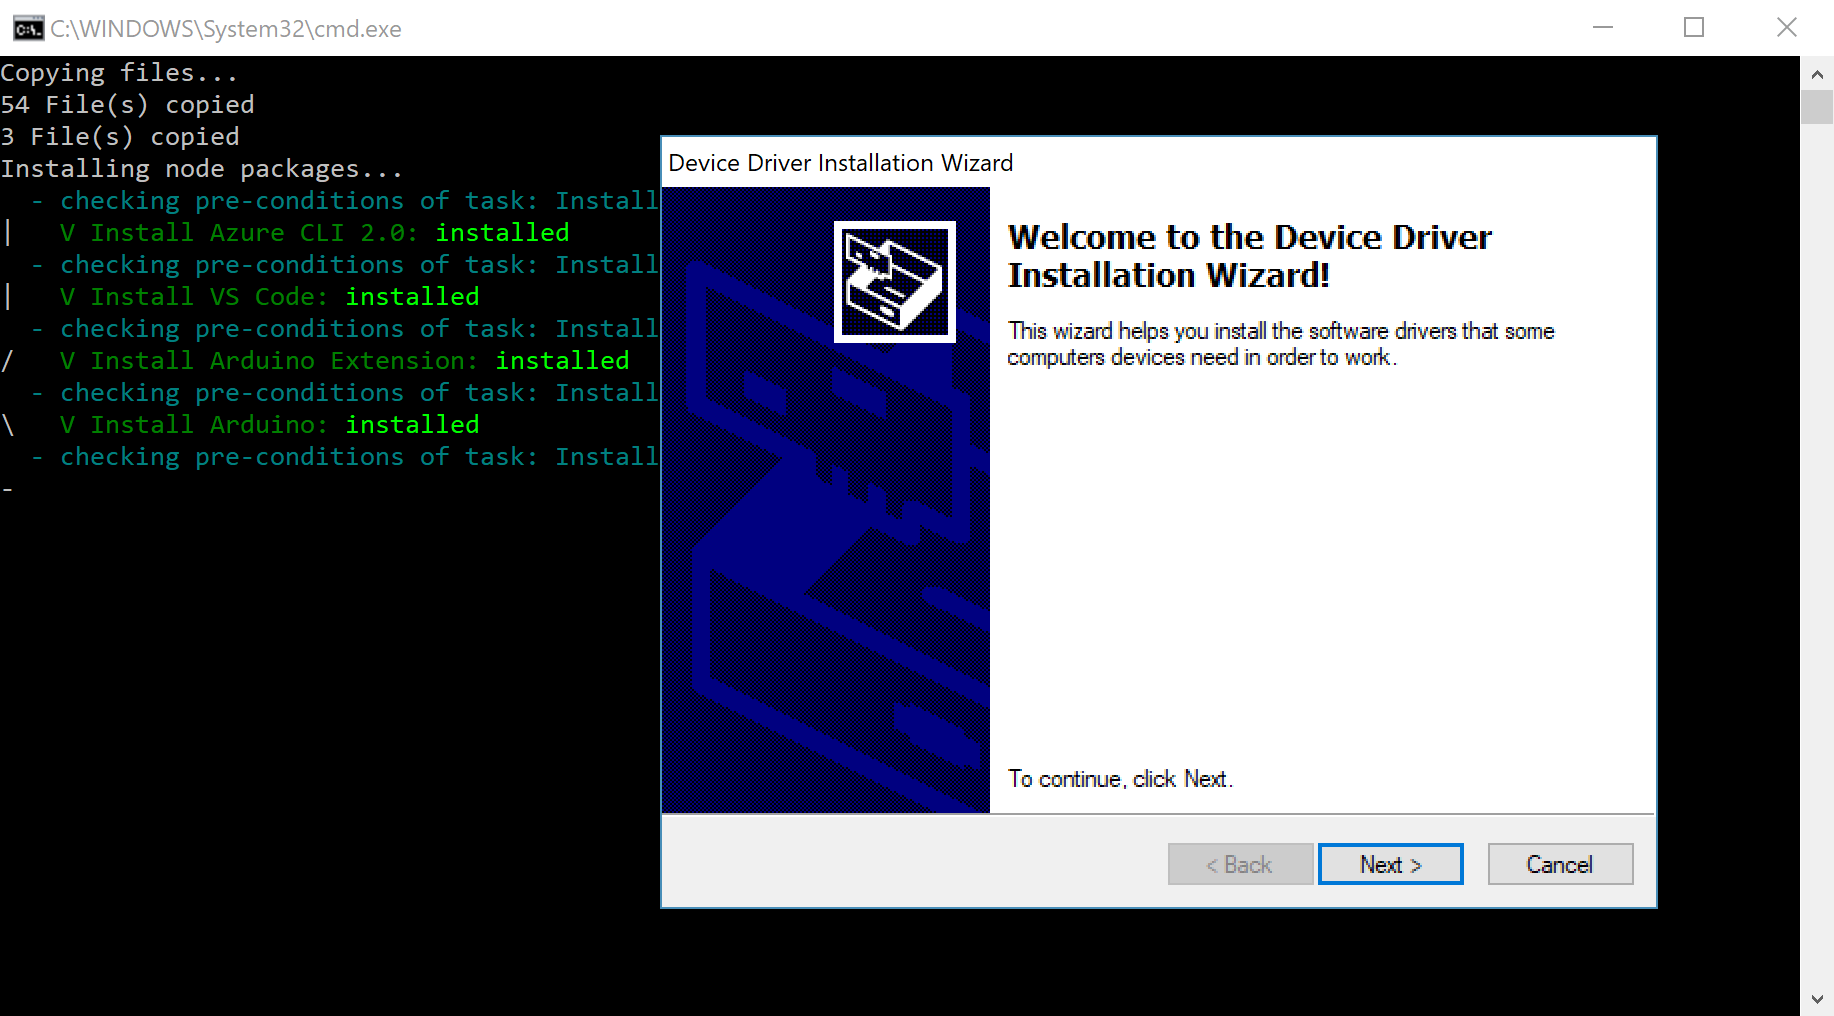 C:\WINDOWS\System32\cmd.exe
Copying files...
54 File(s) copied
3 File(s) copied
Installing node packages...
- checking pre-conditions of task: Install
|   V Install Azure CLI 2.0: installed
- checking pre-conditions of task: Install
|   V Install VS Code: installed
- checking pre-conditions of task: Install
/   V Install Arduino Extension: installed
- checking pre-conditions of task: Install
\   V Install Arduino: installed
- checking pre-conditions of task: Install
-
Device Driver Installation Wizard
Welcome to the Device Driver
Installation Wizard!
This wizard helps you install the software drivers that some
computers devices need in order to work.
To continue, click Next.
< Back
Next >
Cancel